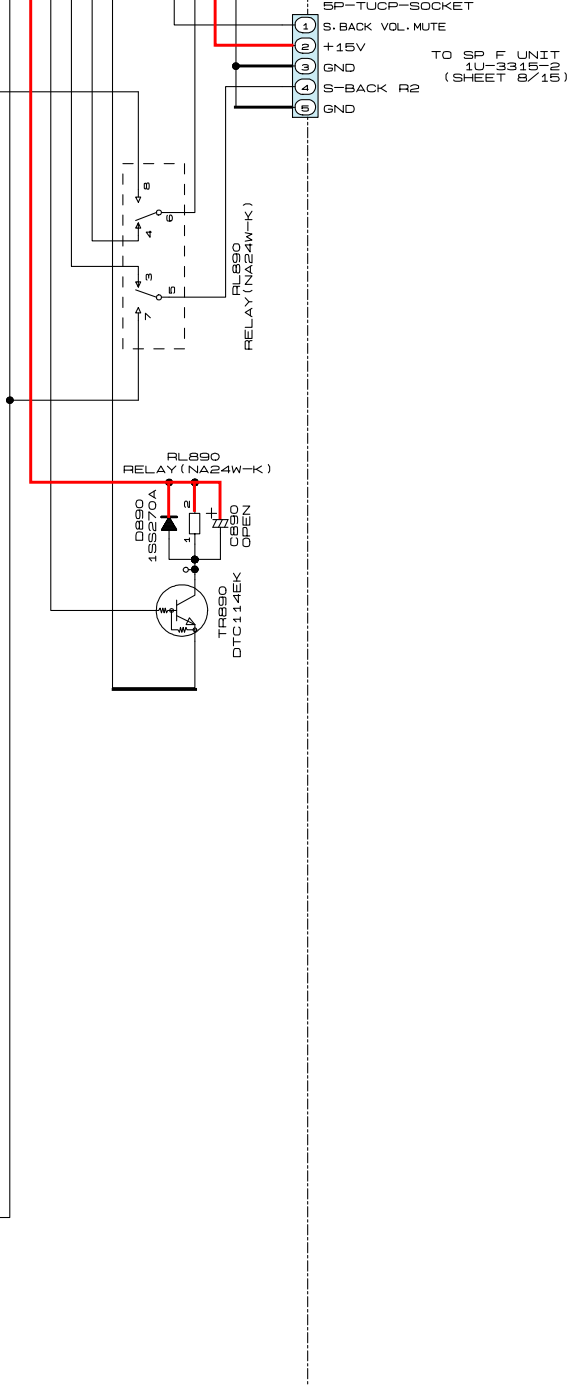 5P-TUCP-SOCKET
1 S.BACK VOL.MUTE
2 +15V
3 GND
4 S-BACK R2
5 GND
TO SP F UNIT
1U-3315-2
(SHEET 8/15)
8
6
4
3
5
7
RL890
RELAY(NA24W-K)
RL890
RELAY(NA24W-K)
D890
1SS270A
2
1
+
C890
OPEN
TR890
DTC114EK